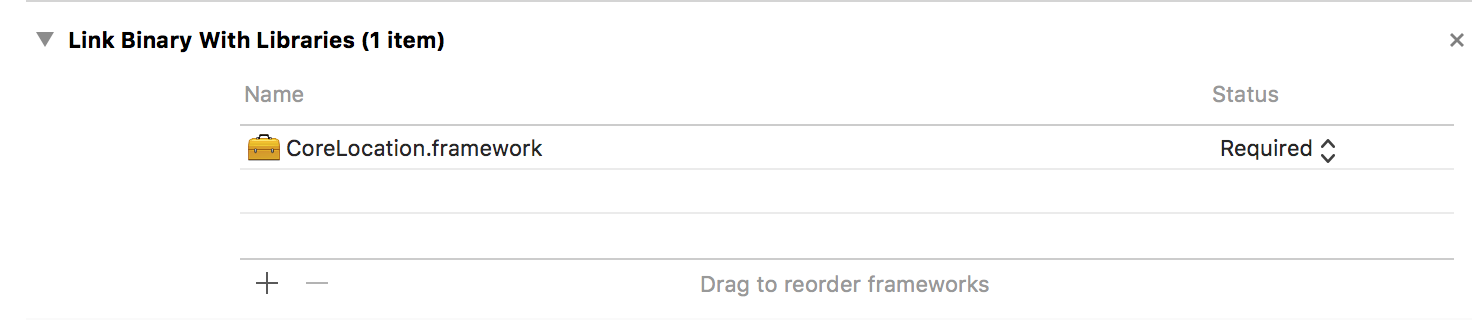 Link Binary With Libraries (1 item)
Name Status
CoreLocation.framework Required
Drag to reorder frameworks